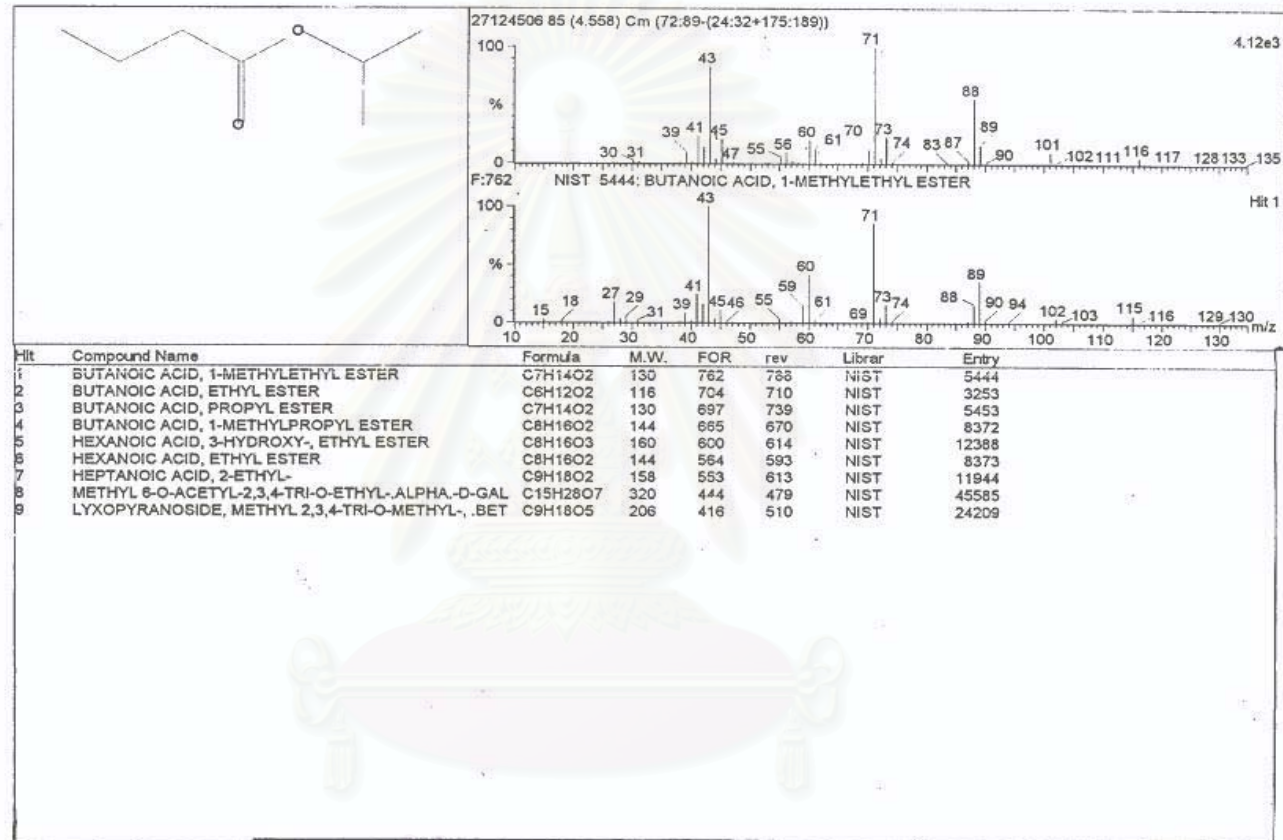 O
O
27124506 85 (4.558) Cm (72:89-(24:32+175:189))
4.12e3
100
%
0
30 31 39 41 43 45 47 55 56 60 61 70 71 73 74 83 87 88 89 90 101 102 111 116 117 128 133 135
F:762 NIST 5444: BUTANOIC ACID, 1-METHYLETHYL ESTER
Hit 1
100
%
0
15 18 27 29 31 39 41 43 45 46 55 59 60 61 69 71 73 74 88 89 90 94 102 103 115 116 129 130
10 20 30 40 50 60 70 80 90 100 110 120 130 m/z
Hit Compound Name Formula M.W. FOR rev Librar Entry
1 BUTANOIC ACID, 1-METHYLETHYL ESTER C7H14O2 130 762 788 NIST 5444
2 BUTANOIC ACID, ETHYL ESTER C6H12O2 116 704 710 NIST 3253
3 BUTANOIC ACID, PROPYL ESTER C7H14O2 130 697 739 NIST 5453
4 BUTANOIC ACID, 1-METHYLPROPYL ESTER C8H16O2 144 665 670 NIST 8372
5 HEXANOIC ACID, 3-HYDROXY-, ETHYL ESTER C8H16O3 160 600 614 NIST 12388
6 HEXANOIC ACID, ETHYL ESTER C8H16O2 144 564 593 NIST 8373
7 HEPTANOIC ACID, 2-ETHYL- C9H18O2 158 553 613 NIST 11944
8 METHYL 6-O-ACETYL-2,3,4-TRI-O-ETHYL-.ALPHA.-D-GAL C15H28O7 320 444 479 NIST 45585
9 LYXOPYRANOSIDE, METHYL 2,3,4-TRI-O-METHYL-, .BET C9H18O5 206 416 510 NIST 24209